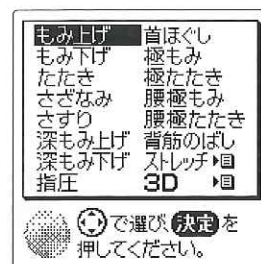 もみ上げ 首ほぐし
もみ下げ 極もみ
たたき 極たたき
さざなみ 腰極もみ
さすり 腰極たたき
深もみ上げ 背筋のばし
深もみ下げ ストレッチ
指圧 3D
で選び、決定を
押してください。